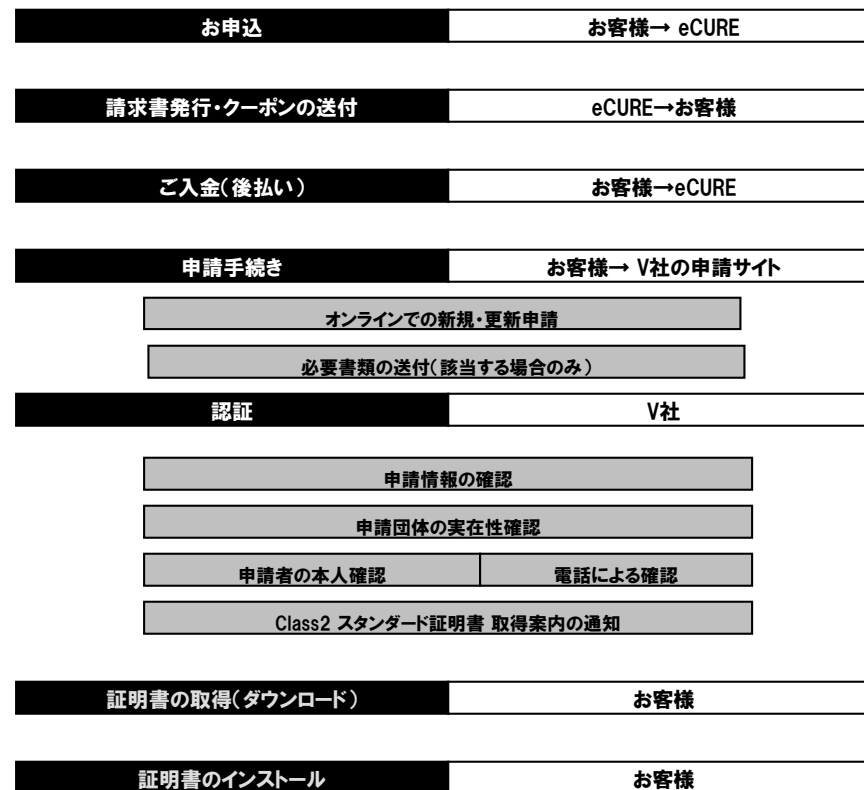 お申込 お客様→ eCURE
請求書発行・クーポンの送付 eCURE→お客様
ご入金(後払い) お客様→eCURE
申請手続き お客様→ V社の申請サイト
オンラインでの新規・更新申請
必要書類の送付(該当する場合のみ)
認証 V社
申請情報の確認
申請団体の実在性確認
申請者の本人確認 電話による確認
Class2 スタンダード証明書 取得案内の通知
証明書の取得(ダウンロード) お客様
証明書のインストール お客様